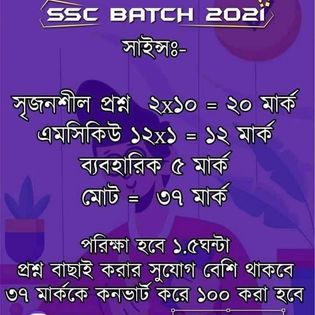 SSC BATCH 2021
সাইন্সঃ-
সৃজনশীল প্রশ্ন ২x১০ = ২০ মার্ক
এমসিকিউ ১২x১ = ১২ মার্ক
ব্যবহারিক ৫ মার্ক
মোট = ৩৭ মার্ক
পরিক্ষা হবে ১.৫ঘন্টা
প্রশ্ন বাছাই করার সুযোগ বেশি থাকবে
৩৭ মার্ককে কনভার্ট করে ১০০ করা হবে